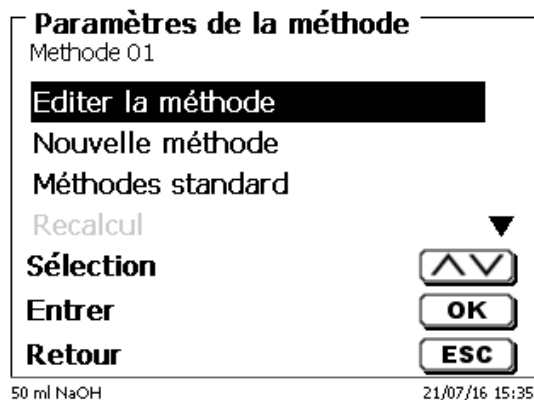 Paramètres de la méthode
Methode 01
Editer la méthode
Nouvelle méthode
Méthodes standard
Recalcul
Sélection
Entrer OK
Retour ESC
50 ml NaOH 21/07/16 15:35